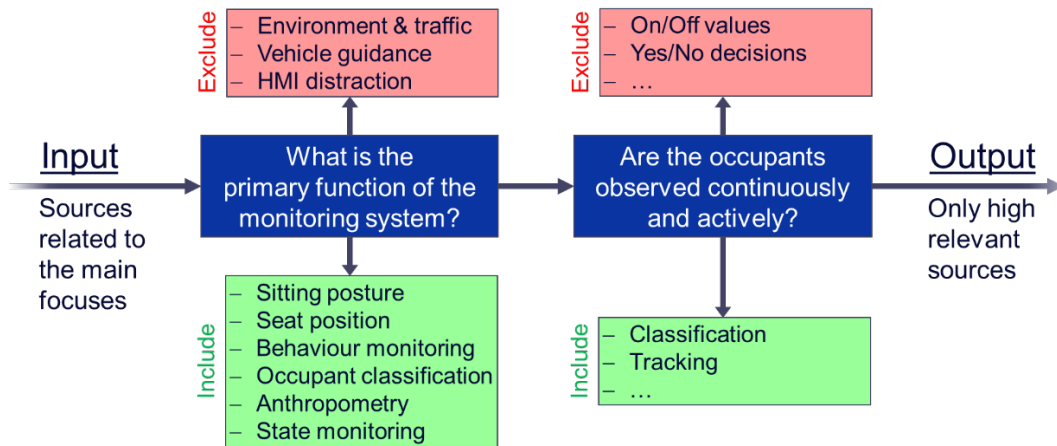 Input
Sources
related to
the main
focuses
Exclude
– Environment & traffic
– Vehicle guidance
– HMI distraction
What is the
primary function of the
monitoring system?
Include
– Sitting posture
– Seat position
– Behaviour monitoring
– Occupant classification
– Anthropometry
– State monitoring
Exclude
– On/Off values
– Yes/No decisions
– …
Are the occupants
observed continuously
and actively?
Include
– Classification
– Tracking
– …
Output
Only high
relevant
sources